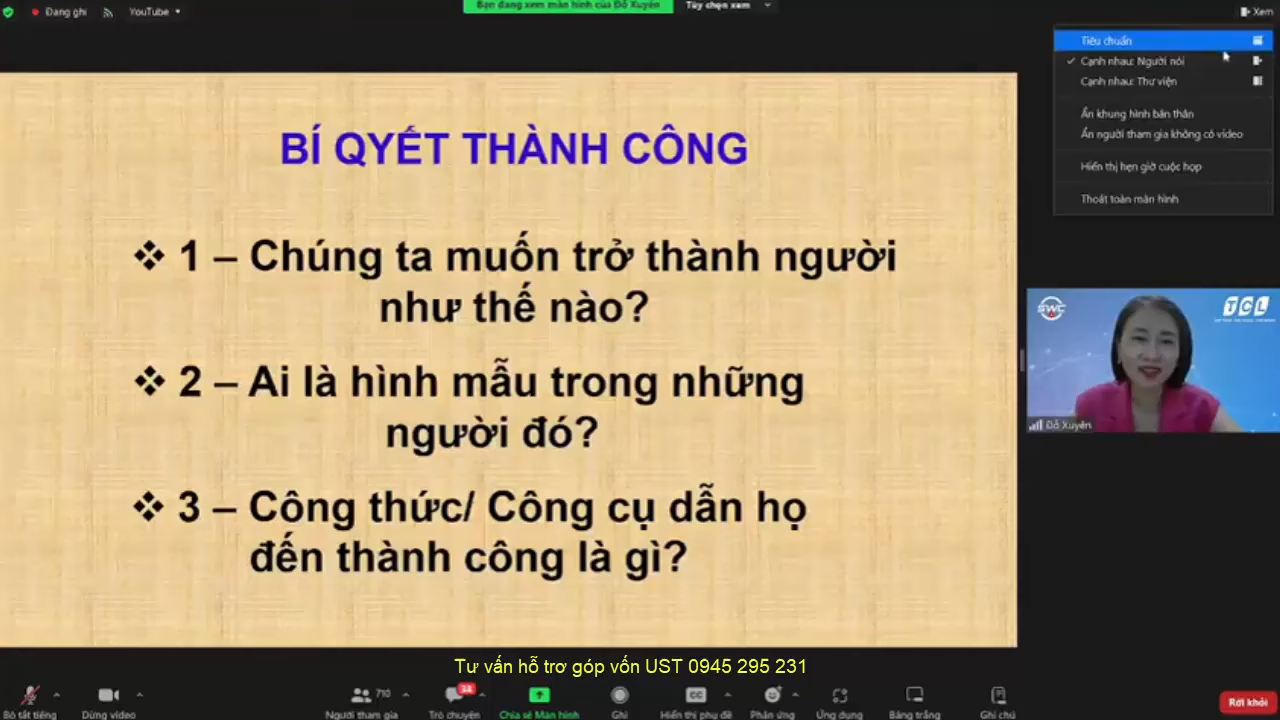 Đang ghi
YouTube
Bạn đang xem màn hình của Đỗ Xuyên
Tùy chọn xem
Xem
Tiêu chuẩn
Cạnh nhau: Người nói
Cạnh nhau: Thư viện
Ẩn khung hình bản thân
Ẩn người tham gia không có video
Hiển thị hẹn giờ cuộc họp
Thoát toàn màn hình
BÍ QYẾT THÀNH CÔNG
❖ 1 – Chúng ta muốn trở thành người
như thế nào?
❖ 2 – Ai là hình mẫu trong những
người đó?
❖ 3 – Công thức/ Công cụ dẫn họ
đến thành công là gì?
SWC
TCL
Đỗ Xuyên
Tư vấn hỗ trơ góp vốn UST 0945 295 231
710
34
CC
Bỏ tắt tiếng
Dừng video
Người tham gia
Trò chuyện
Chia sẻ Màn hình
Ghi
Hiển thị phụ đề
Phản ứng
Ứng dụng
Bảng trắng
Ghi chú
Rời khỏi